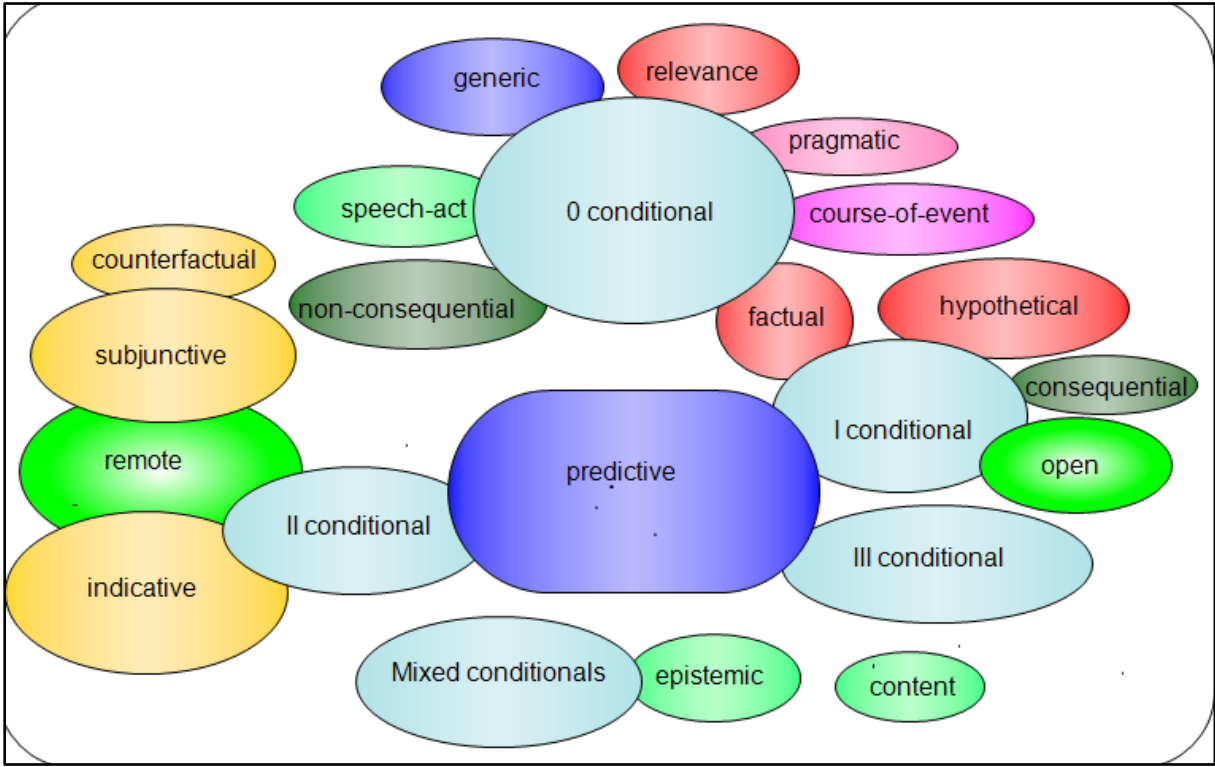 generic
relevance
pragmatic
speech-act
0 conditional
course-of-event
counterfactual
non-consequential
factual
hypothetical
subjunctive
consequential
I conditional
remote
predictive
open
II conditional
III conditional
indicative
Mixed conditionals
epistemic
content